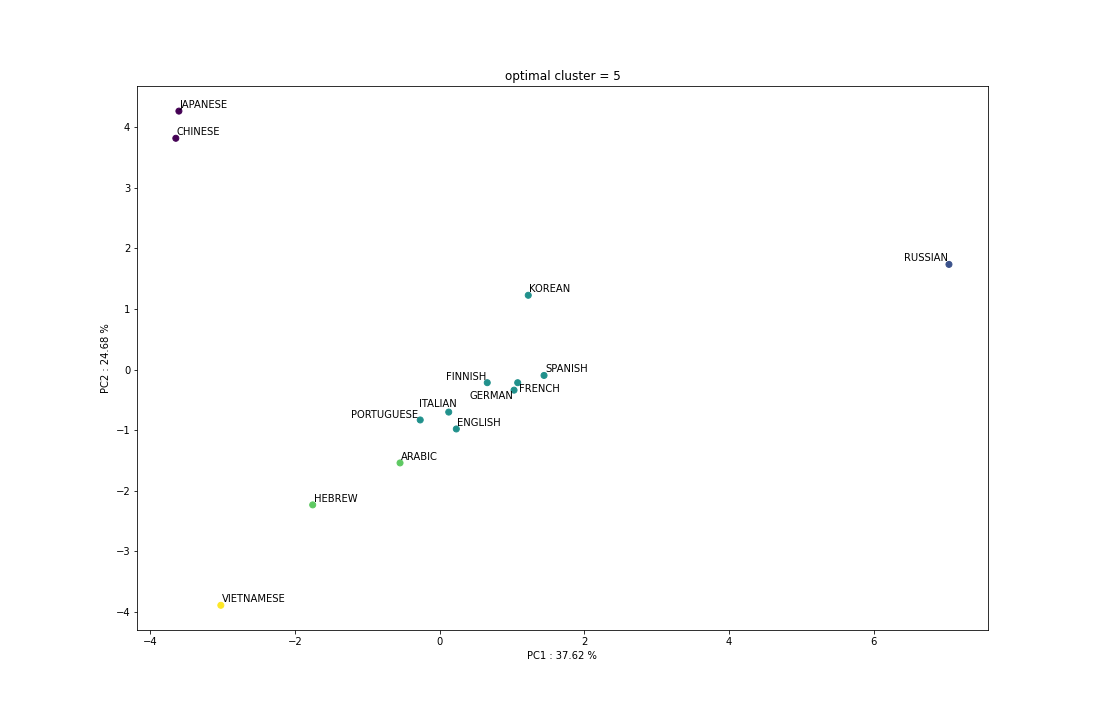 optimal cluster = 5
JAPANESE
CHINESE
RUSSIAN
KOREAN
SPANISH
FINNISH
FRENCH
GERMAN
ITALIAN
PORTUGUESE
ENGLISH
ARABIC
HEBREW
VIETNAMESE
4
3
2
1
0
−1
−2
−3
−4
PC2 : 24.68 %
−4 −2 0 2 4 6
PC1 : 37.62 %